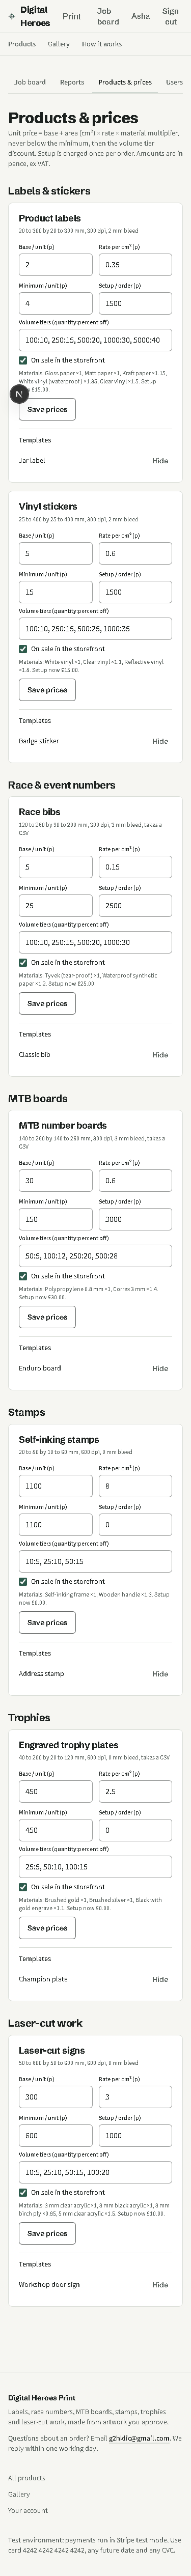 Digital Heroes
Print
Job board
Asha
Sign out
Products
Gallery
How it works
Job board
Reports
Products & prices
Users
Products & prices
Unit price = base + area (cm²) × rate × material multiplier,
never below the minimum, then the volume tier
discount. Setup is charged once per order. Amounts are in
pence, ex VAT.
Labels & stickers
Product labels
20 to 300 by 20 to 300 mm, 300 dpi, 2 mm bleed
Base / unit (p)
Rate per cm² (p)
2
0.35
Minimum / unit (p)
Setup / order (p)
4
1500
Volume tiers (quantity:percent off)
100:10, 250:15, 500:20, 1000:30, 5000:40
On sale in the storefront
Materials: Gloss paper ×1, Matt paper ×1, Kraft paper ×1.15,
White vinyl (waterproof) ×1.35, Clear vinyl ×1.5. Setup
£15.00.
N
Save prices
Templates
Jar label
Hide
Vinyl stickers
25 to 400 by 25 to 400 mm, 300 dpi, 2 mm bleed
Base / unit (p)
Rate per cm² (p)
5
0.6
Minimum / unit (p)
Setup / order (p)
15
1500
Volume tiers (quantity:percent off)
100:10, 250:15, 500:25, 1000:35
On sale in the storefront
Materials: White vinyl ×1, Clear vinyl ×1.1, Reflective vinyl
×1.8. Setup now £15.00.
Save prices
Templates
Badge sticker
Hide
Race & event numbers
Race bibs
120 to 260 by 90 to 200 mm, 300 dpi, 3 mm bleed, takes a
CSV
Base / unit (p)
Rate per cm² (p)
5
0.15
Minimum / unit (p)
Setup / order (p)
25
2500
Volume tiers (quantity:percent off)
100:10, 250:15, 500:20, 1000:30
On sale in the storefront
Materials: Tyvek (tear-proof) ×1, Waterproof synthetic
paper ×1.2. Setup now £25.00.
Save prices
Templates
Classic bib
Hide
MTB boards
MTB number boards
140 to 260 by 140 to 260 mm, 300 dpi, 3 mm bleed, takes a
CSV
Base / unit (p)
Rate per cm² (p)
30
0.6
Minimum / unit (p)
Setup / order (p)
150
3000
Volume tiers (quantity:percent off)
50:5, 100:12, 250:20, 500:28
On sale in the storefront
Materials: Polypropylene 0.8 mm ×1, Correx 3 mm ×1.4.
Setup now £30.00.
Save prices
Templates
Enduro board
Hide
Stamps
Self-inking stamps
20 to 80 by 10 to 60 mm, 600 dpi, 0 mm bleed
Base / unit (p)
Rate per cm² (p)
1100
8
Minimum / unit (p)
Setup / order (p)
1100
0
Volume tiers (quantity:percent off)
10:5, 25:10, 50:15
On sale in the storefront
Materials: Self-inking frame ×1, Wooden handle ×1.3. Setup
now £0.00.
Save prices
Templates
Address stamp
Hide
Trophies
Engraved trophy plates
40 to 200 by 20 to 120 mm, 600 dpi, 0 mm bleed, takes a CSV
Base / unit (p)
Rate per cm² (p)
450
2.5
Minimum / unit (p)
Setup / order (p)
450
0
Volume tiers (quantity:percent off)
25:5, 50:10, 100:15
On sale in the storefront
Materials: Brushed gold ×1, Brushed silver ×1, Black with
gold engrave ×1.1. Setup now £0.00.
Save prices
Templates
Champion plate
Hide
Laser-cut work
Laser-cut signs
50 to 600 by 50 to 600 mm, 600 dpi, 0 mm bleed
Base / unit (p)
Rate per cm² (p)
300
3
Minimum / unit (p)
Setup / order (p)
600
1000
Volume tiers (quantity:percent off)
10:5, 25:10, 50:15, 100:20
On sale in the storefront
Materials: 3 mm clear acrylic ×1, 3 mm black acrylic ×1, 3 mm
birch ply ×0.85, 5 mm clear acrylic ×1.5. Setup now £10.00.
Save prices
Templates
Workshop door sign
Hide
Digital Heroes Print
Labels, race numbers, MTB boards, stamps, trophies
and laser-cut work, made from artwork you approve.
Questions about an order? Email g2hkllc@gmail.com. We
reply within one working day.
All products
Gallery
Your account
Test environment: payments run in Stripe test mode. Use
card 4242 4242 4242 4242, any future date and any CVC.